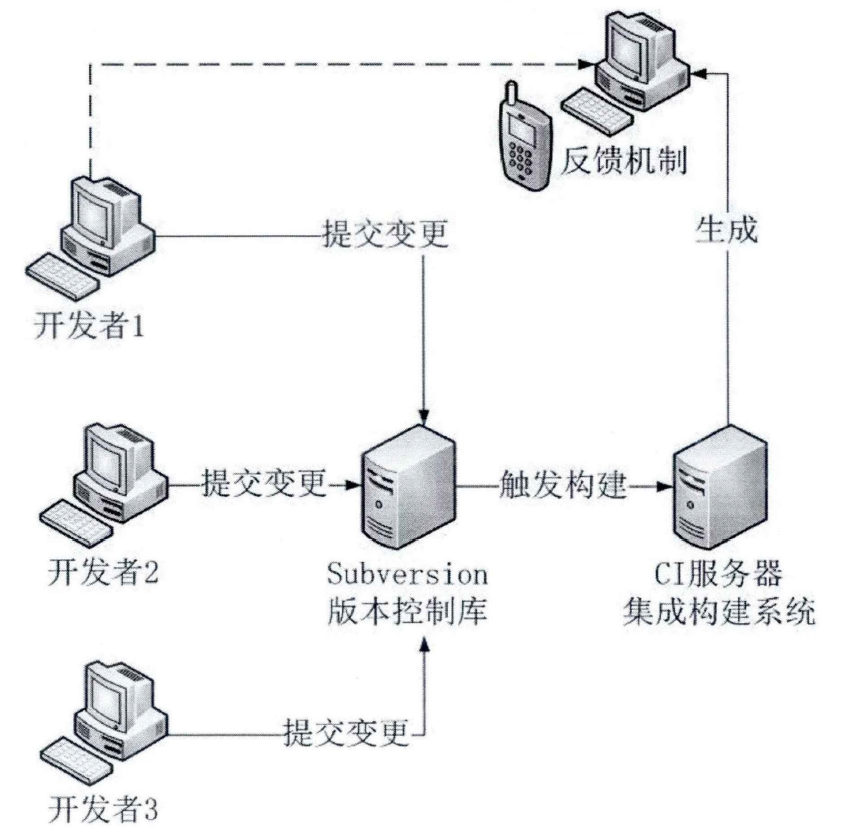 反馈机制
提交变更
生成
开发者1
提交变更
触发构建
开发者2
Subversion
版本控制库
CI服务器
集成构建系统
提交变更
开发者3